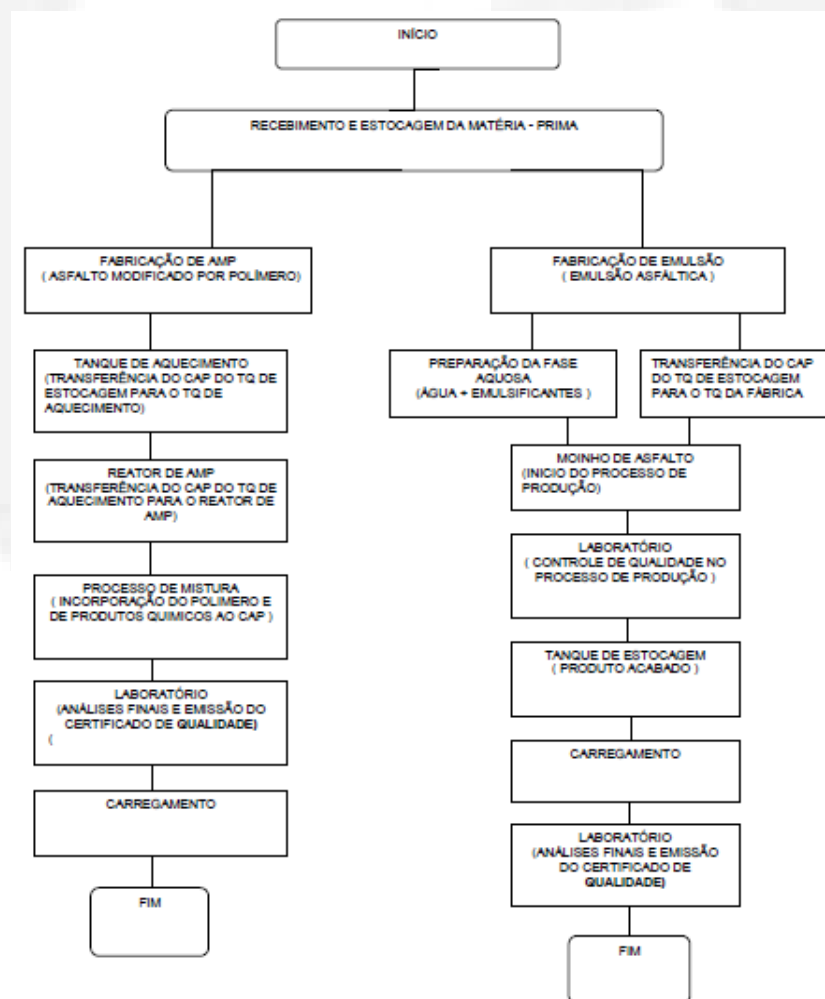 INÍCIO
RECEBIMENTO E ESTOCAGEM DA MATÉRIA - PRIMA
FABRICAÇÃO DE AMP
( ASFALTO MODIFICADO POR POLÍMERO)
TANQUE DE AQUECIMENTO
(TRANSFERÊNCIA DO CAP DO TQ DE
ESTOCAGEM PARA O TQ DE
AQUECIMENTO)
REATOR DE AMP
(TRANSFERÊNCIA DO CAP DO TQ DE
AQUECIMENTO PARA O REATOR DE
AMP)
PROCESSO DE MISTURA
( INCORPORAÇÃO DO POLIMERO E
DE PRODUTOS QUIMICOS AO CAP )
LABORATÓRIO
(ANÁLISES FINAIS E EMISSÃO DO
CERTIFICADO DE QUALIDADE)
(
CARREGAMENTO
FIM
FABRICAÇÃO DE EMULSÃO
( EMULSÃO ASFÁLTICA )
PREPARAÇÃO DA FASE
AQUOSA
(ÁGUA + EMULSIFICANTES )
TRANSFERÊNCIA DO CAP
DO TQ DE ESTOCAGEM
PARA O TQ DA FÁBRICA
MOINHO DE ASFALTO
(INICIO DO PROCESSO DE
PRODUÇÃO)
LABORATÓRIO
( CONTROLE DE QUALIDADE NO
PROCESSO DE PRODUÇÃO )
TANQUE DE ESTOCAGEM
( PRODUTO ACABADO )
CARREGAMENTO
LABORATÓRIO
(ANÁLISES FINAIS E EMISSÃO
DO CERTIFICADO DE
QUALIDADE)
FIM